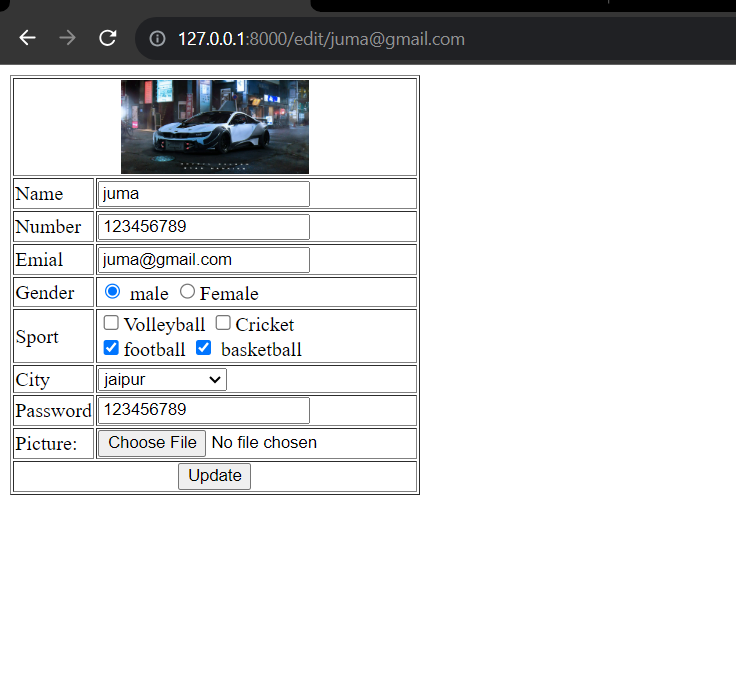 127.0.0.1:8000/edit/juma@gmail.com
Name juma
Number 123456789
Emial juma@gmail.com
Gender male Female
Sport Volleyball Cricket
football basketball
City jaipur
Password 123456789
Picture: Choose File No file chosen
Update